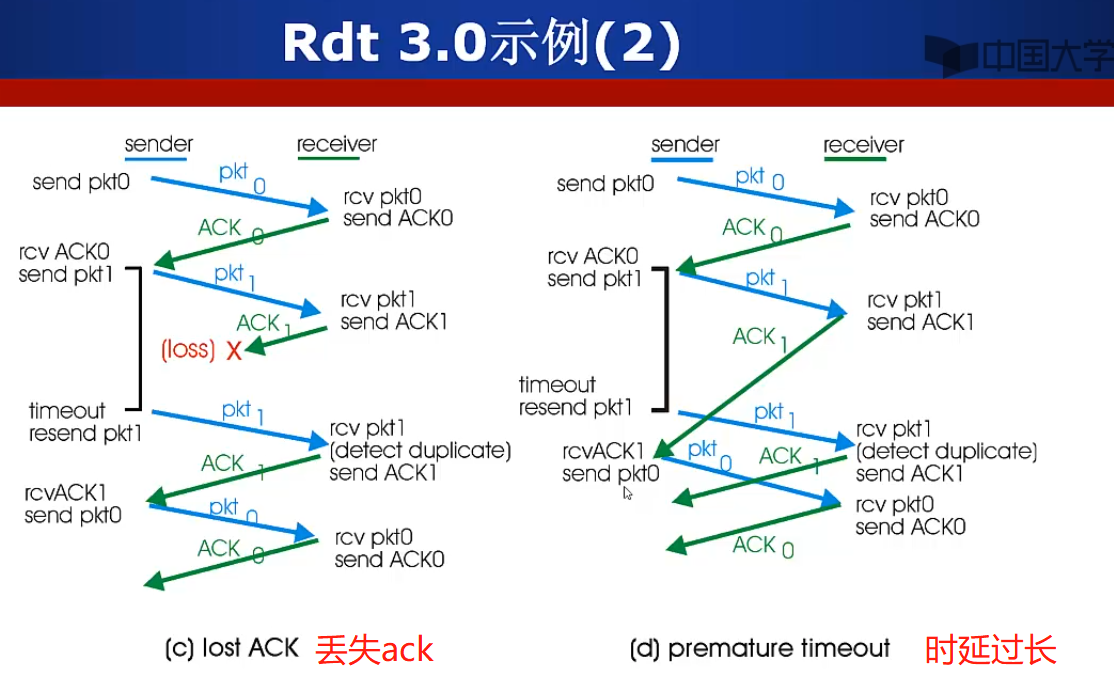 Rdt 3.0示例(2)
中国大学
sender
receiver
send pkt0
pkt 0
rcv pkt0
send ACK0
ACK 0
rcv ACK0
send pkt1
pkt 1
rcv pkt1
send ACK1
ACK 1
(loss) X
timeout
resend pkt1
pkt 1
rcv pkt1
(detect duplicate)
send ACK1
ACK 1
rcvACK1
send pkt0
pkt 0
rcv pkt0
send ACK0
ACK 0
(c) lost ACK 丢失ack
sender
receiver
send pkt0
pkt 0
rcv pkt0
send ACK0
ACK 0
rcv ACK0
send pkt1
pkt 1
rcv pkt1
send ACK1
ACK 1
timeout
resend pkt1
pkt 1
rcv pkt1
(detect duplicate)
send ACK1
rcvACK1
send pkt0
pkt 0
ACK 1
rcv pkt0
send ACK0
ACK 0
(d) premature timeout 时延过长